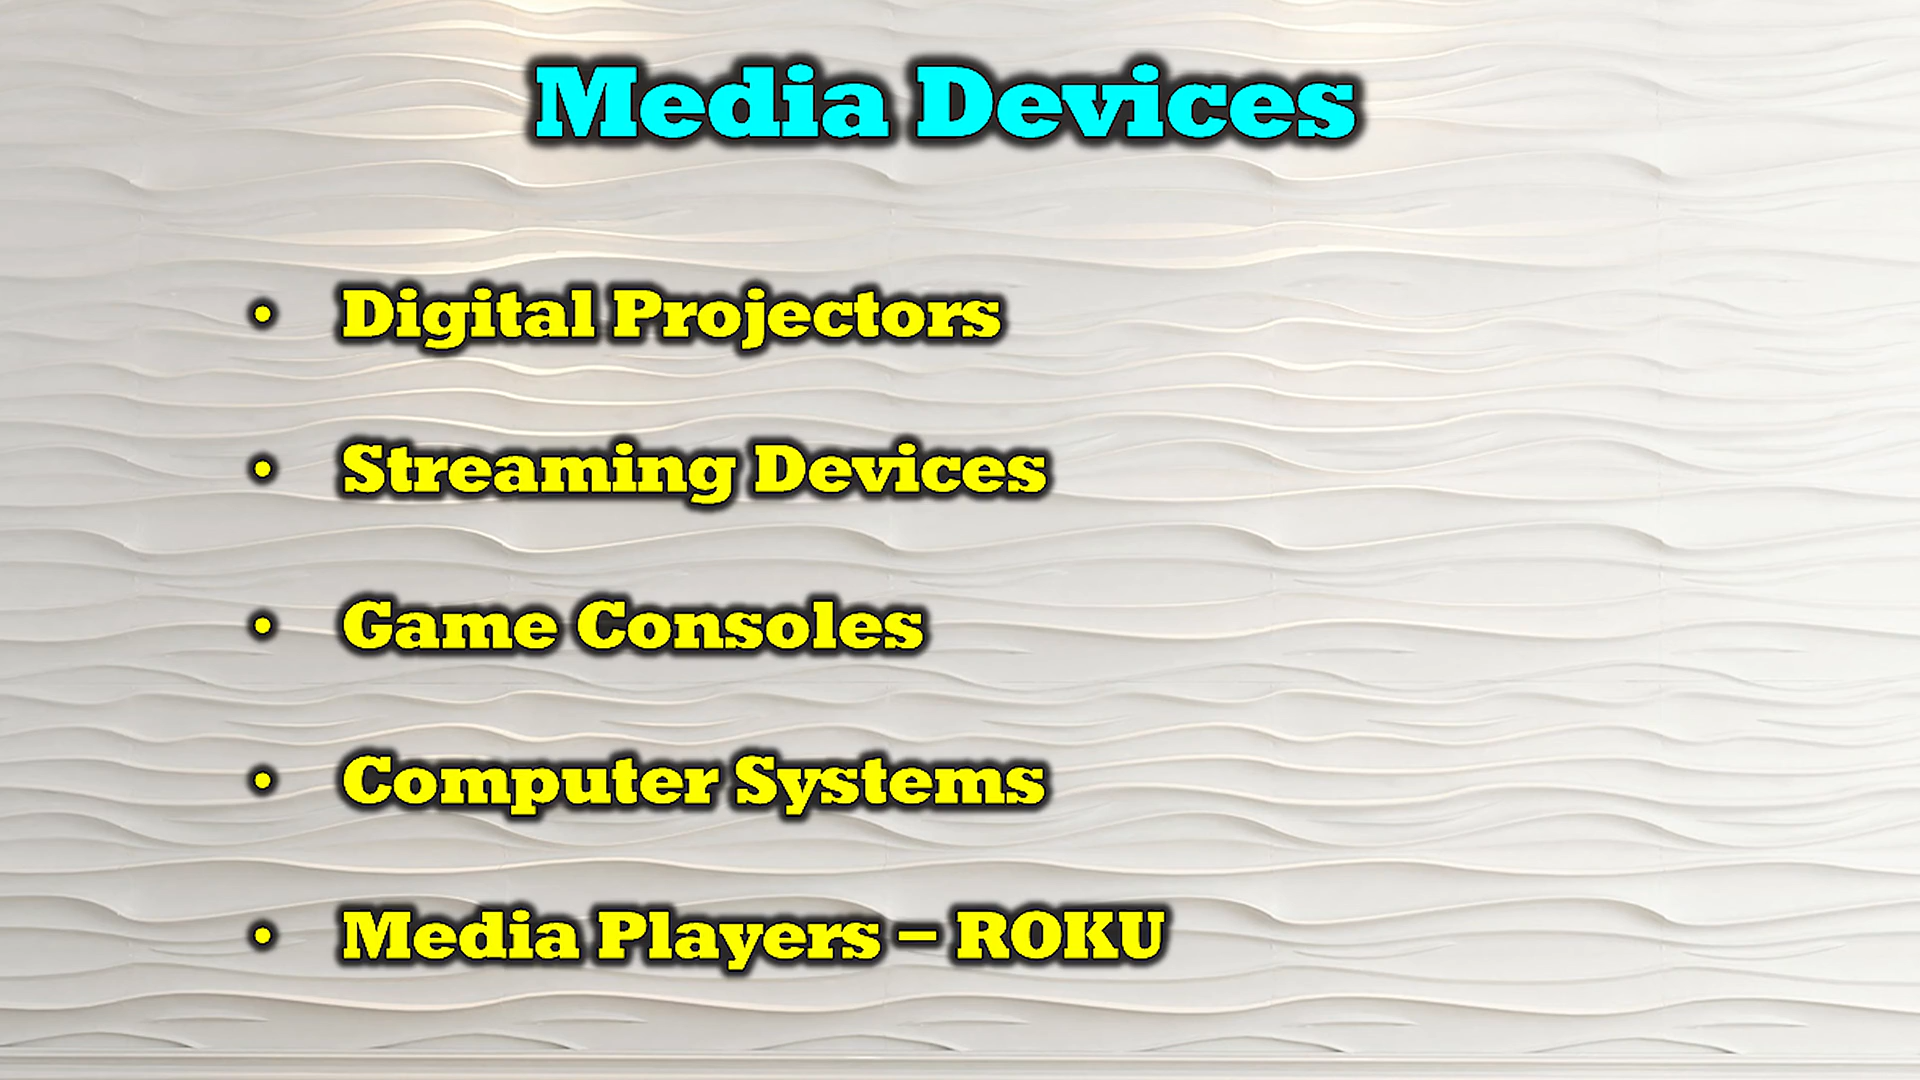 Media Devices
• Digital Projectors
• Streaming Devices
• Game Consoles
• Computer Systems
• Media Players – ROKU